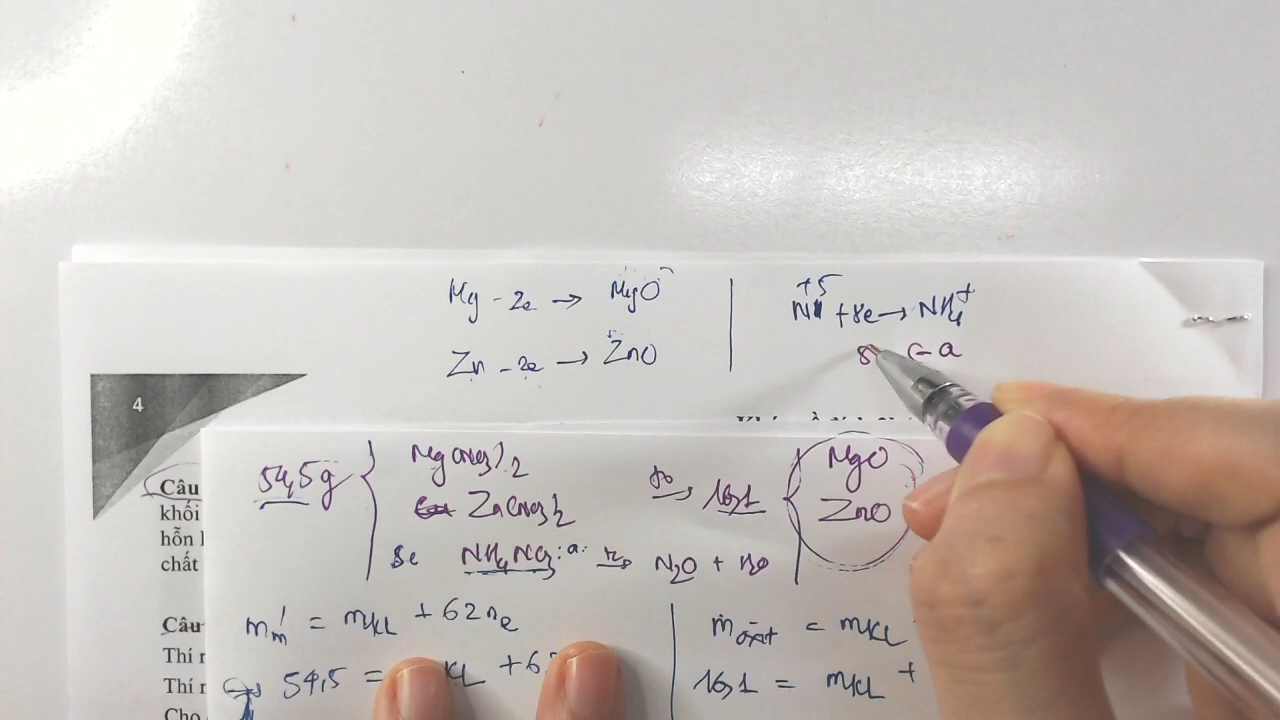 Mg - 2e → MgO
Zn - 2e → ZnO
+5
N + 8e → NH4+
8 ← a
4
54,5g { Mg(NO3)2
Zn(NO3)2
8e NH4NO3 : a. t° → N2O + H2O
t° → 16,1 { MgO
ZnO
m'm = mKL + 62ne
54,5 = KL + 6
moxit = mKL
16,1 = mKL +
Câu
khối
hỗn
chất
Câu
Thí
Thí
Cho